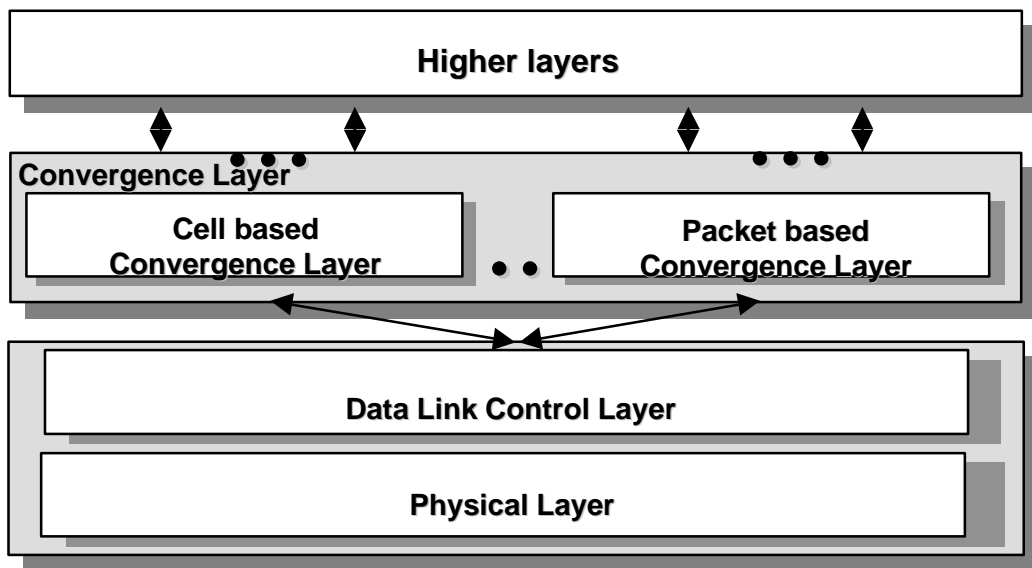 Higher layers
Convergence Layer
Cell based
Convergence Layer
Packet based
Convergence Layer
Data Link Control Layer
Physical Layer